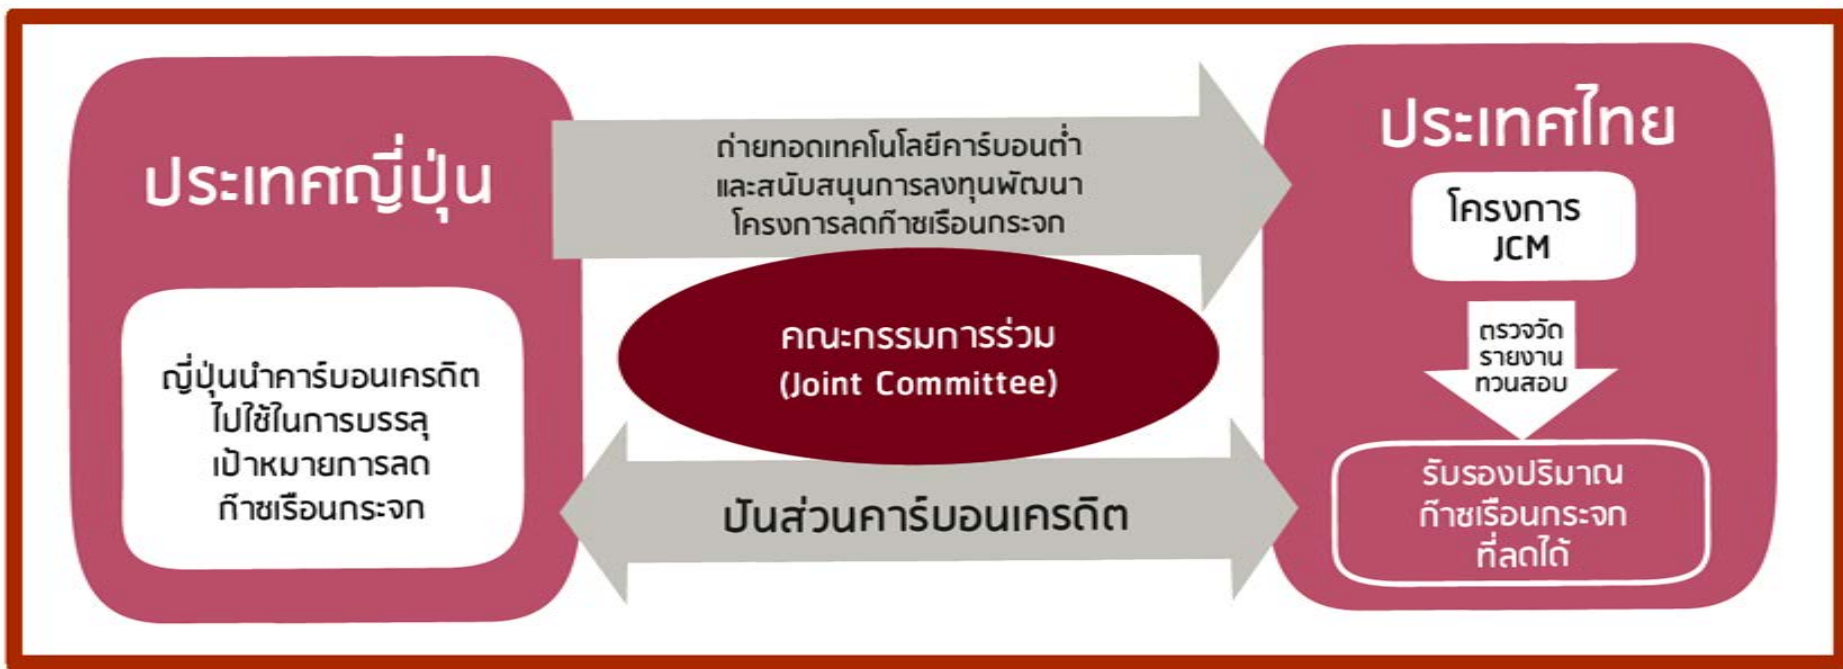 ประเทศญี่ปุ่น
ญี่ปุ่นนำคาร์บอนเครดิต
ไปใช้ในการบรรลุ
เป้าหมายการลด
ก๊าซเรือนกระจก
ถ่ายทอดเทคโนโลยีคาร์บอนต่ำ
และสนับสนุนการลงทุนพัฒนา
โครงการลดก๊าซเรือนกระจก
คณะกรรมการร่วม
(Joint Committee)
ปันส่วนคาร์บอนเครดิต
ประเทศไทย
โครงการ
JCM
ตรวจวัด
รายงาน
ทวนสอบ
รับรองปริมาณ
ก๊าซเรือนกระจก
ที่ลดได้